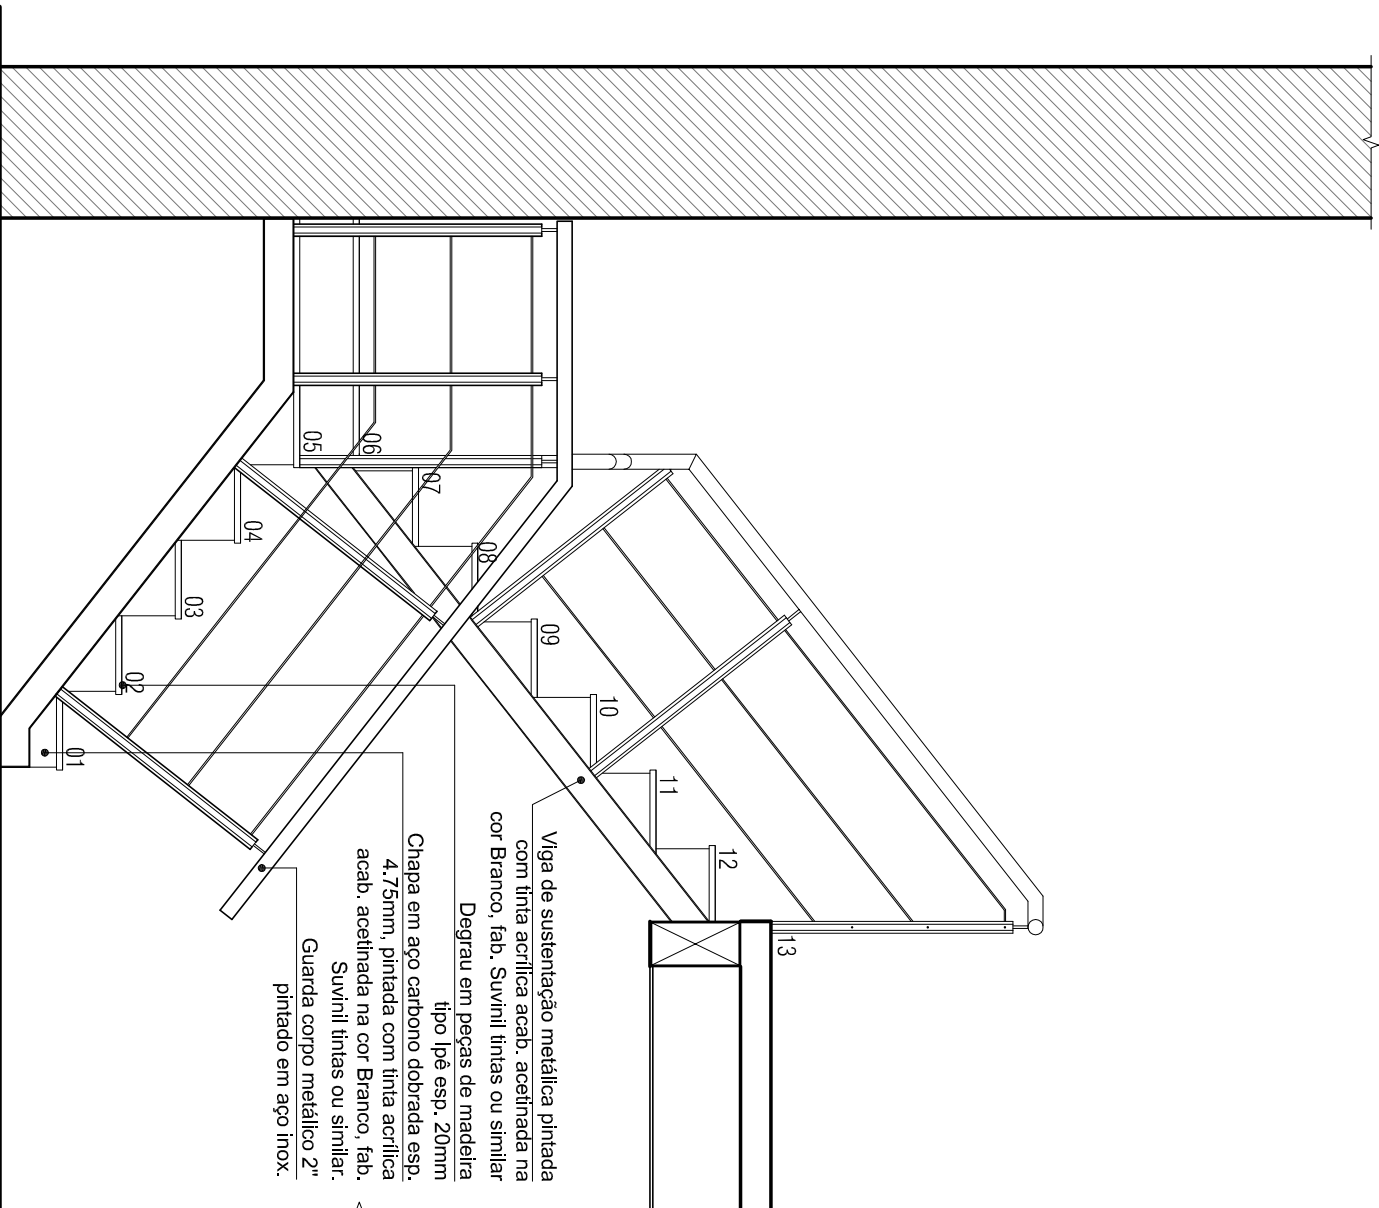 Viga de sustentação metálica pintada
com tinta acrílica acab. acetinada na
cor Branco, fab. Suvinil tintas ou similar
Degrau em peças de madeira
tipo Ipê esp. 20mm
Chapa em aço carbono dobrada esp.
4.75mm, pintada com tinta acrílica
acab. acetinada na cor Branco, fab.
Suvinil tintas ou similar.
Guarda corpo metálico 2"
pintado em aço inox.
01
02
03
04
05
06
07
08
09
10
11
12
13